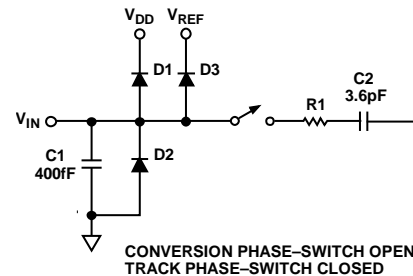 VDD VREF
D1 D3
C2
3.6pF
R1
VIN
C1
400fF
D2
CONVERSION PHASE–SWITCH OPEN
TRACK PHASE–SWITCH CLOSED